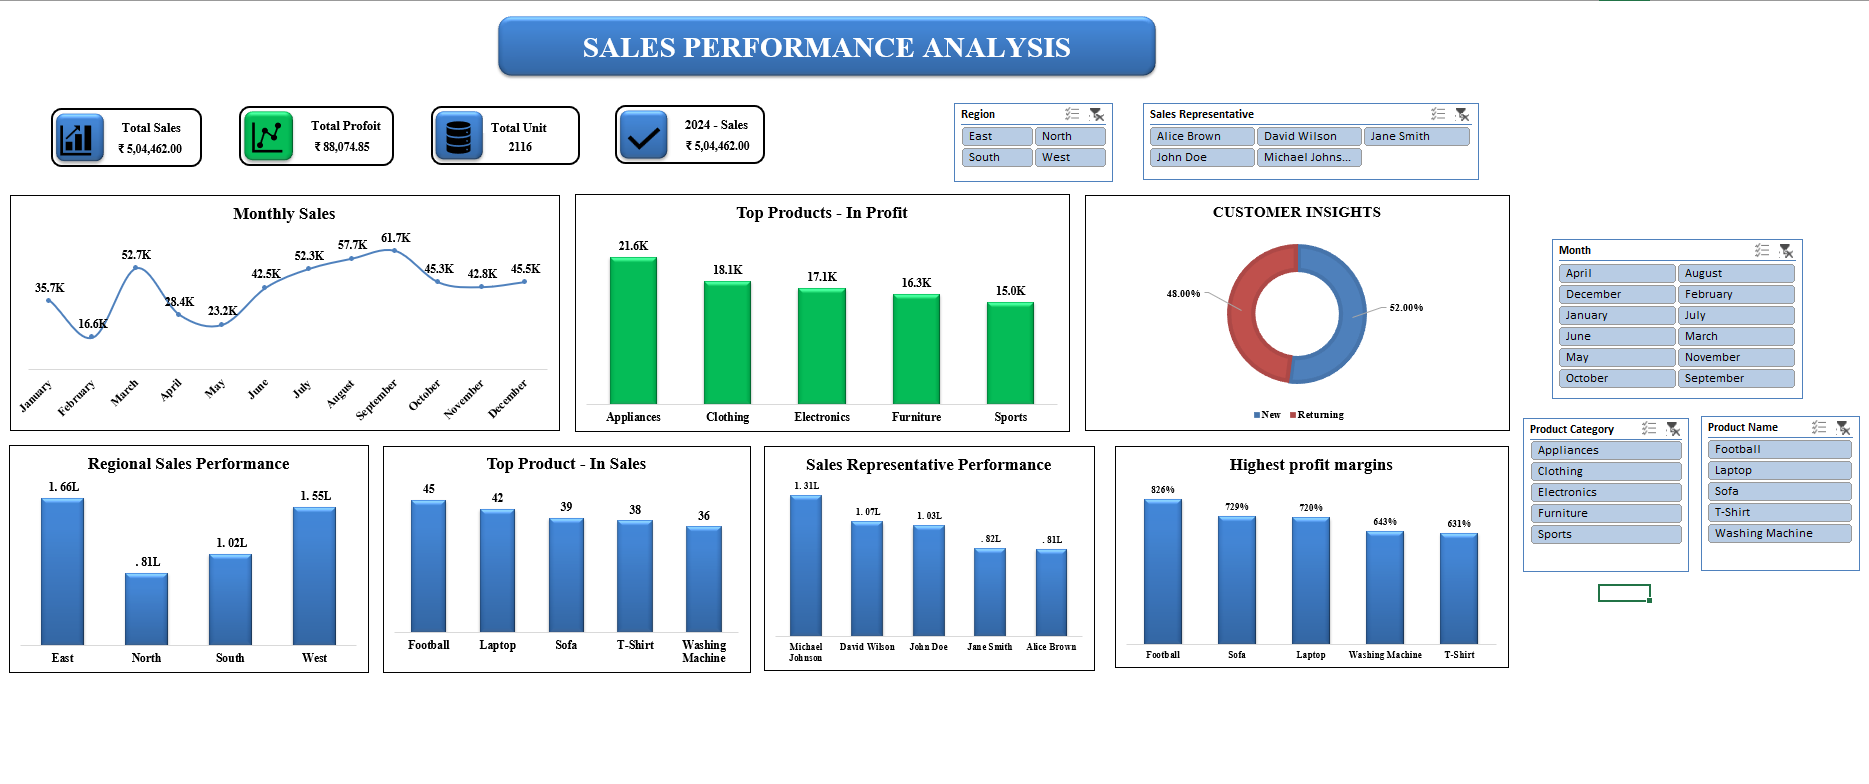 SALES PERFORMANCE ANALYSIS
Total Sales
₹ 5,04,462.00
Total Profoit
₹ 88,074.85
Total Unit
2116
2024 - Sales
₹ 5,04,462.00
Region
East
North
South
West
Sales Representative
Alice Brown
David Wilson
Jane Smith
John Doe
Michael Johns...
Monthly Sales
35.7K
16.6K
52.7K
28.4K
23.2K
42.5K
52.3K
57.7K
61.7K
45.3K
42.8K
45.5K
January
February
March
April
May
June
July
August
September
October
November
December
Top Products - In Profit
21.6K
18.1K
17.1K
16.3K
15.0K
Appliances
Clothing
Electronics
Furniture
Sports
CUSTOMER INSIGHTS
48.00%
52.00%
New
Returning
Month
April
August
December
February
January
July
June
March
May
November
October
September
Regional Sales Performance
1. 66L
. 81L
1. 02L
1. 55L
East
North
South
West
Top Product - In Sales
45
42
39
38
36
Football
Laptop
Sofa
T-Shirt
Washing
Machine
Sales Representative Performance
1. 31L
1. 07L
1. 03L
. 82L
. 81L
Michael
Johnson
David Wilson
John Doe
Jane Smith
Alice Brown
Highest profit margins
826%
729%
720%
643%
631%
Football
Sofa
Laptop
Washing Machine
T-Shirt
Product Category
Appliances
Clothing
Electronics
Furniture
Sports
Product Name
Football
Laptop
Sofa
T-Shirt
Washing Machine